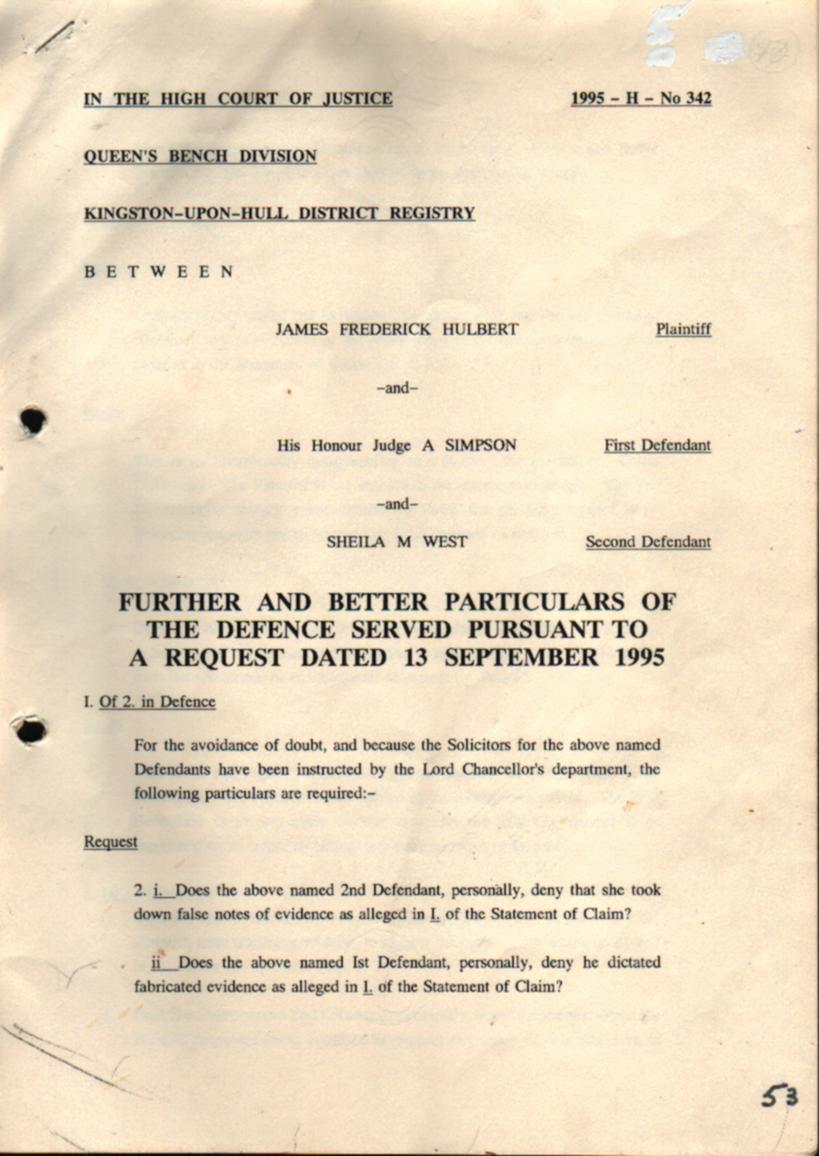 IN THE HIGH COURT OF JUSTICE 1995 – H – No 342
QUEEN'S BENCH DIVISION
KINGSTON–UPON–HULL DISTRICT REGISTRY
B E T W E E N
JAMES FREDERICK HULBERT Plaintiff
–and–
His Honour Judge A SIMPSON First Defendant
–and–
SHEILA M WEST Second Defendant
FURTHER AND BETTER PARTICULARS OF
THE DEFENCE SERVED PURSUANT TO
A REQUEST DATED 13 SEPTEMBER 1995
I. Of 2. in Defence
For the avoidance of doubt, and because the Solicitors for the above named
Defendants have been instructed by the Lord Chancellor's department, the
following particulars are required:–
Request
2. i. Does the above named 2nd Defendant, personally, deny that she took
down false notes of evidence as alleged in I. of the Statement of Claim?
ii Does the above named Ist Defendant, personally, deny he dictated
fabricated evidence as alleged in I. of the Statement of Claim?
53